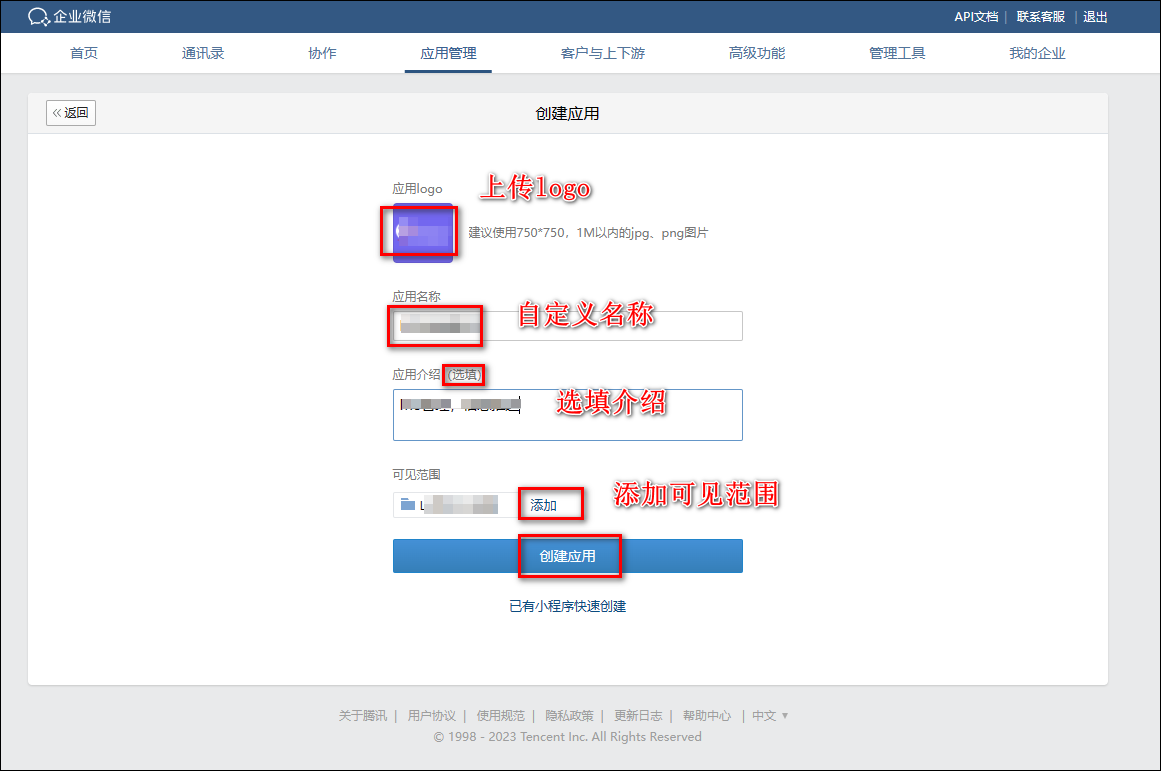 企业微信
API文档 | 联系客服 | 退出
首页 通讯录 协作 应用管理 客户与上下游 高级功能 管理工具 我的企业
«返回
创建应用
应用logo
上传logo
建议使用750*750，1M以内的jpg、png图片
应用名称
自定义名称
应用介绍 (选填)
选填介绍
可见范围
添加
添加可见范围
创建应用
已有小程序快速创建
关于腾讯 | 用户协议 | 使用规范 | 隐私政策 | 更新日志 | 帮助中心 | 中文 ▼
© 1998 - 2023 Tencent Inc. All Rights Reserved